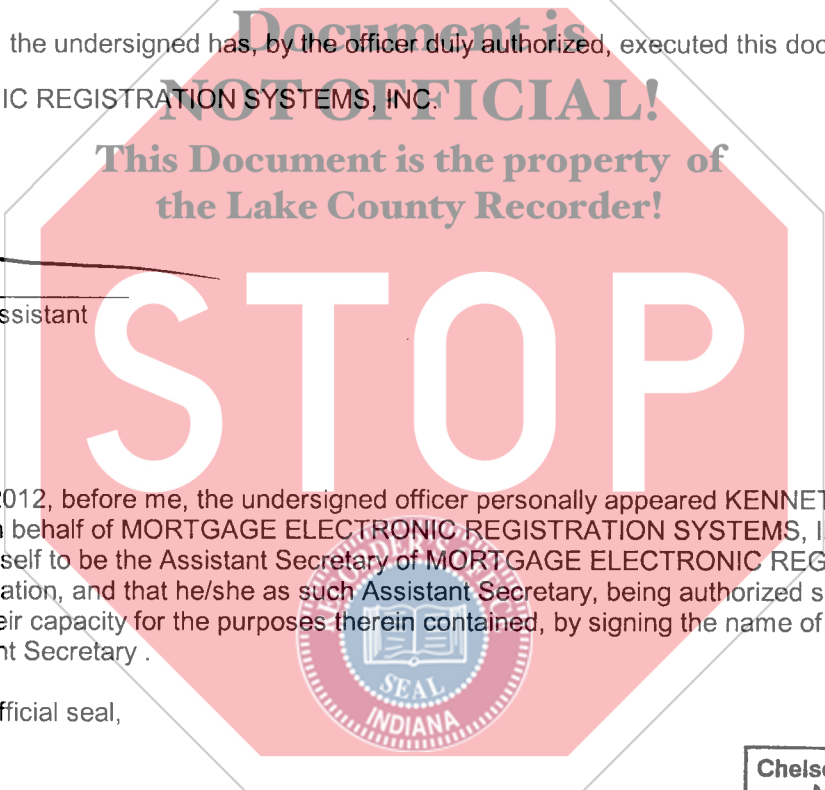 Document is
the undersigned has, by the officer duly authorized, executed this doc
NOT OFFICIAL!
IC REGISTRATION SYSTEMS, INC.
This Document is the property of
the Lake County Recorder!
ssistant
STOP
2012, before me, the undersigned officer personally appeared KENNET
n behalf of MORTGAGE ELECTRONIC REGISTRATION SYSTEMS, I
self to be the Assistant Secretary of MORTGAGE ELECTRONIC REG
ation, and that he/she as such Assistant Secretary, being authorized s
eir capacity for the purposes therein contained, by signing the name of
nt Secretary .
RECORDER'S OFFICE
SEAL
INDIANA
fficial seal,
Chelse